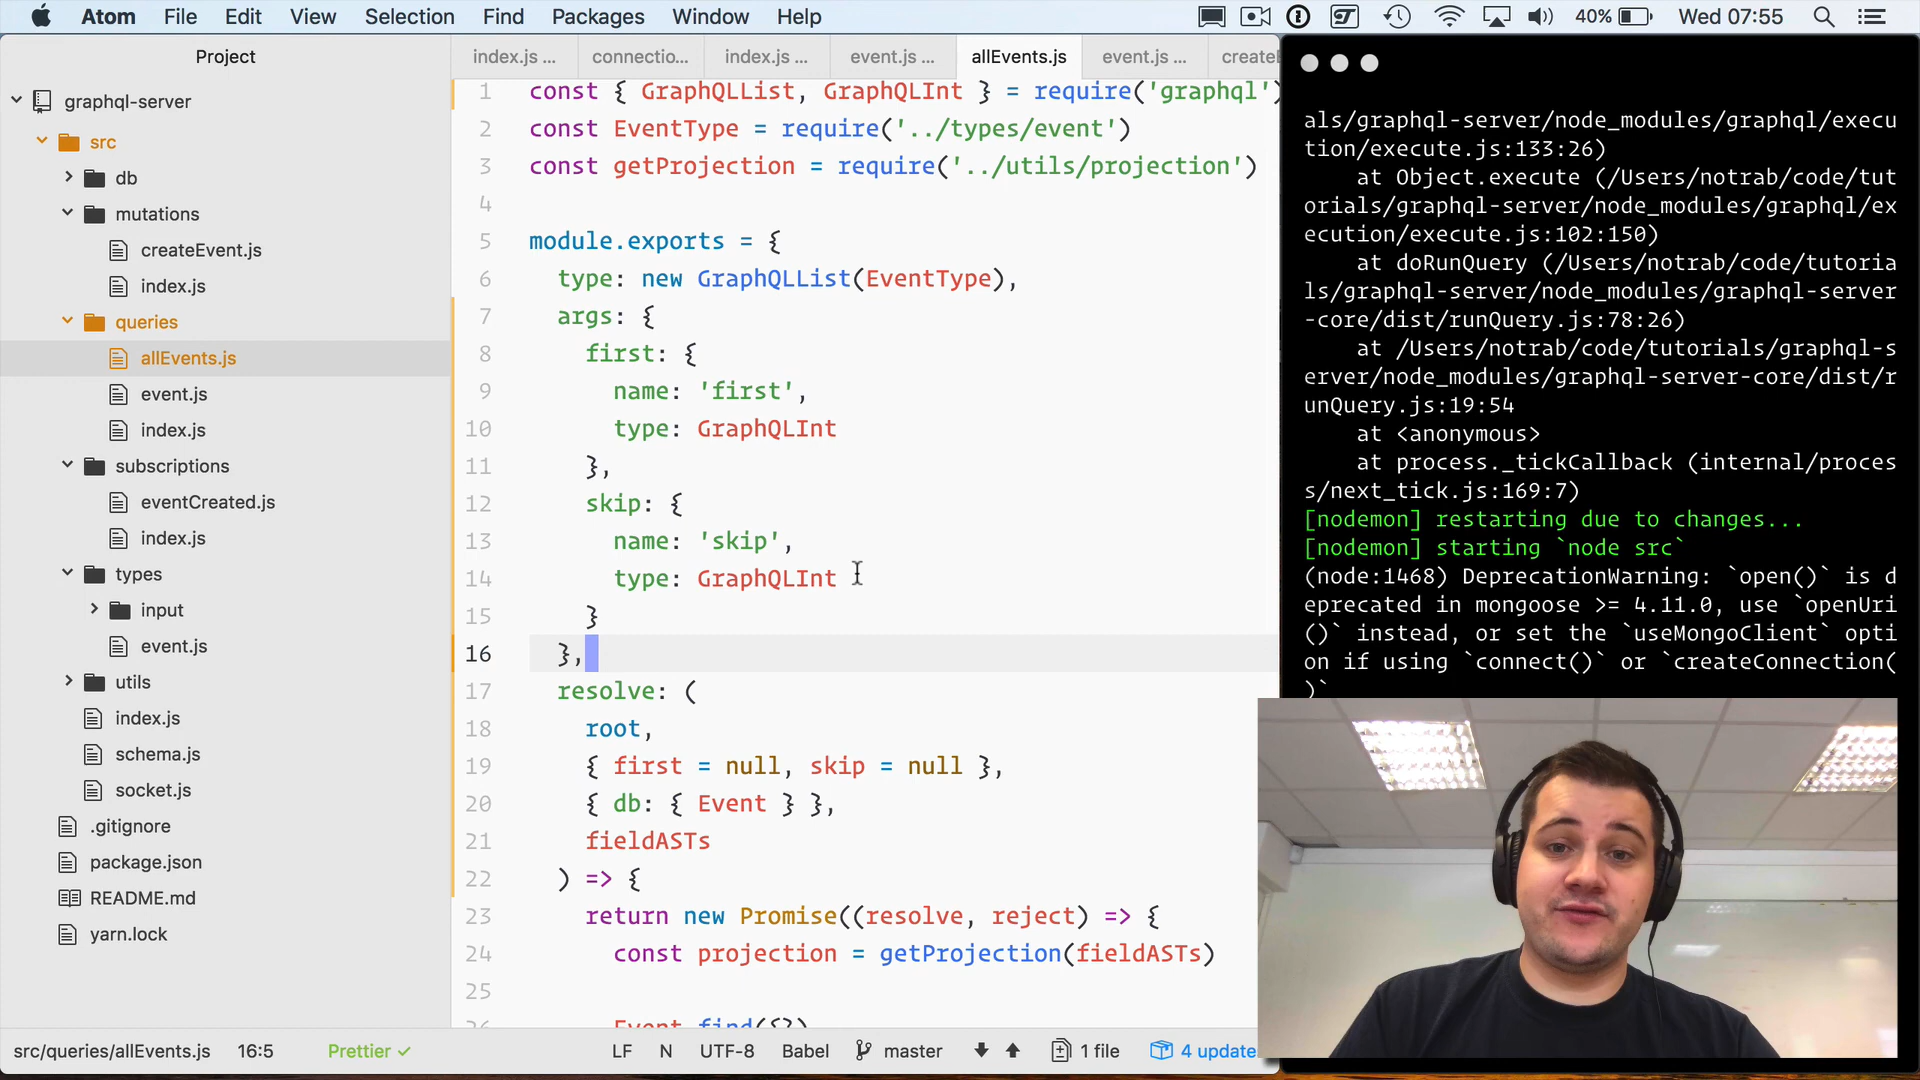 Atom File Edit View Selection Find Packages Window Help 40% Wed 07:55
Project
graphql-server
src
db
mutations
createEvent.js
index.js
queries
allEvents.js
event.js
index.js
subscriptions
eventCreated.js
index.js
types
input
event.js
utils
index.js
schema.js
socket.js
.gitignore
package.json
README.md
yarn.lock
index.js ... connectio... index.js ... event.js ... allEvents.js event.js ... createE
1 const { GraphQLList, GraphQLInt } = require('graphql')
2 const EventType = require('../types/event')
3 const getProjection = require('../utils/projection')
4
5 module.exports = {
6 type: new GraphQLList(EventType),
7 args: {
8 first: {
9 name: 'first',
10 type: GraphQLInt
11 },
12 skip: {
13 name: 'skip',
14 type: GraphQLInt
15 }
16 },
17 resolve: (
18 root,
19 { first = null, skip = null },
20 { db: { Event } },
21 fieldASTs
22 ) => {
23 return new Promise((resolve, reject) => {
24 const projection = getProjection(fieldASTs)
25
26 Event.find({})
src/queries/allEvents.js 16:5 Prettier ✓ LF N UTF-8 Babel master 1 file 4 update
als/graphql-server/node_modules/graphql/execu
tion/execute.js:133:26)
at Object.execute (/Users/notrab/code/tut
orials/graphql-server/node_modules/graphql/ex
ecution/execute.js:102:150)
at doRunQuery (/Users/notrab/code/tutoria
ls/graphql-server/node_modules/graphql-server
-core/dist/runQuery.js:78:26)
at /Users/notrab/code/tutorials/graphql-s
erver/node_modules/graphql-server-core/dist/r
unQuery.js:19:54
at <anonymous>
at process._tickCallback (internal/proces
s/next_tick.js:169:7)
[nodemon] restarting due to changes...
[nodemon] starting `node src`
(node:1468) DeprecationWarning: `open()` is d
eprecated in mongoose >= 4.11.0, use `openUri
()` instead, or set the `useMongoClient` opti
on if using `connect()` or `createConnection(
)`